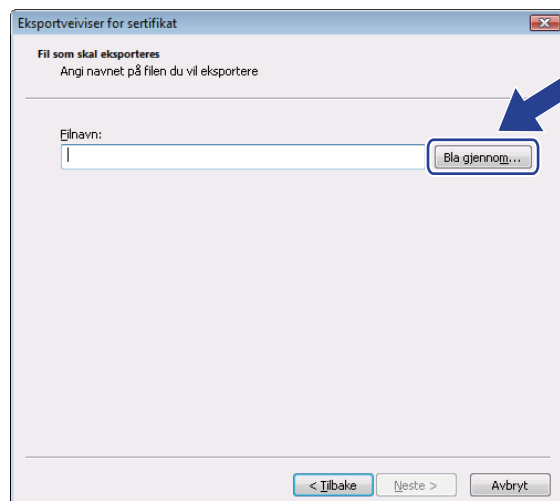 Eksportveiviser for sertifikat
Fil som skal eksporteres
Angi navnet på filen du vil eksportere
Filnavn:
Bla gjennom...
< Tilbake
Neste >
Avbryt